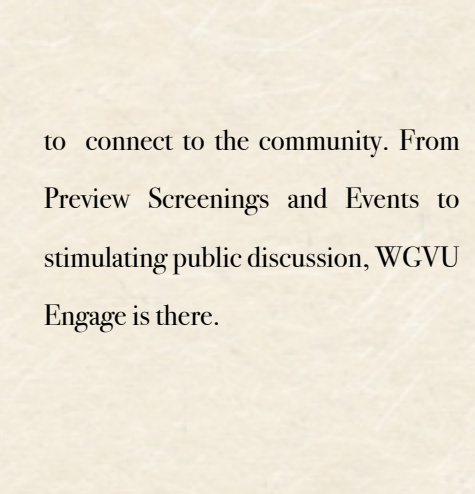 to connect to the community. From
Preview Screenings and Events to
stimulating public discussion, WGVU
Engage is there.